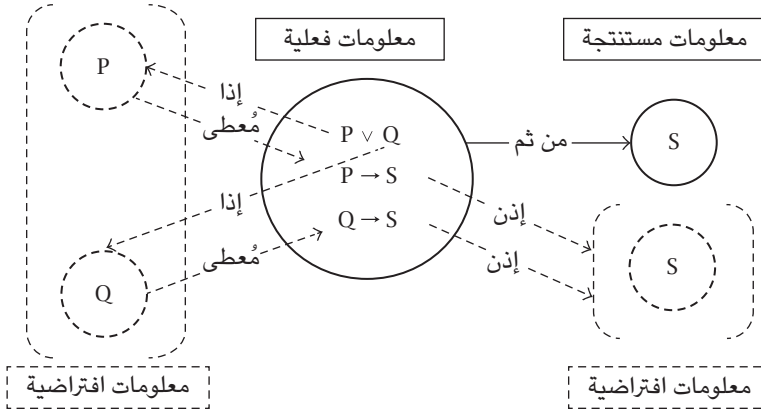 معلومات مستنتجة
معلومات فعلية
P
إذا
مُعطى
P ∨ Q
P → S
Q → S
من ثم
S
إذا
مُعطى
إذن
إذن
S
Q
معلومات افتراضية
معلومات افتراضية